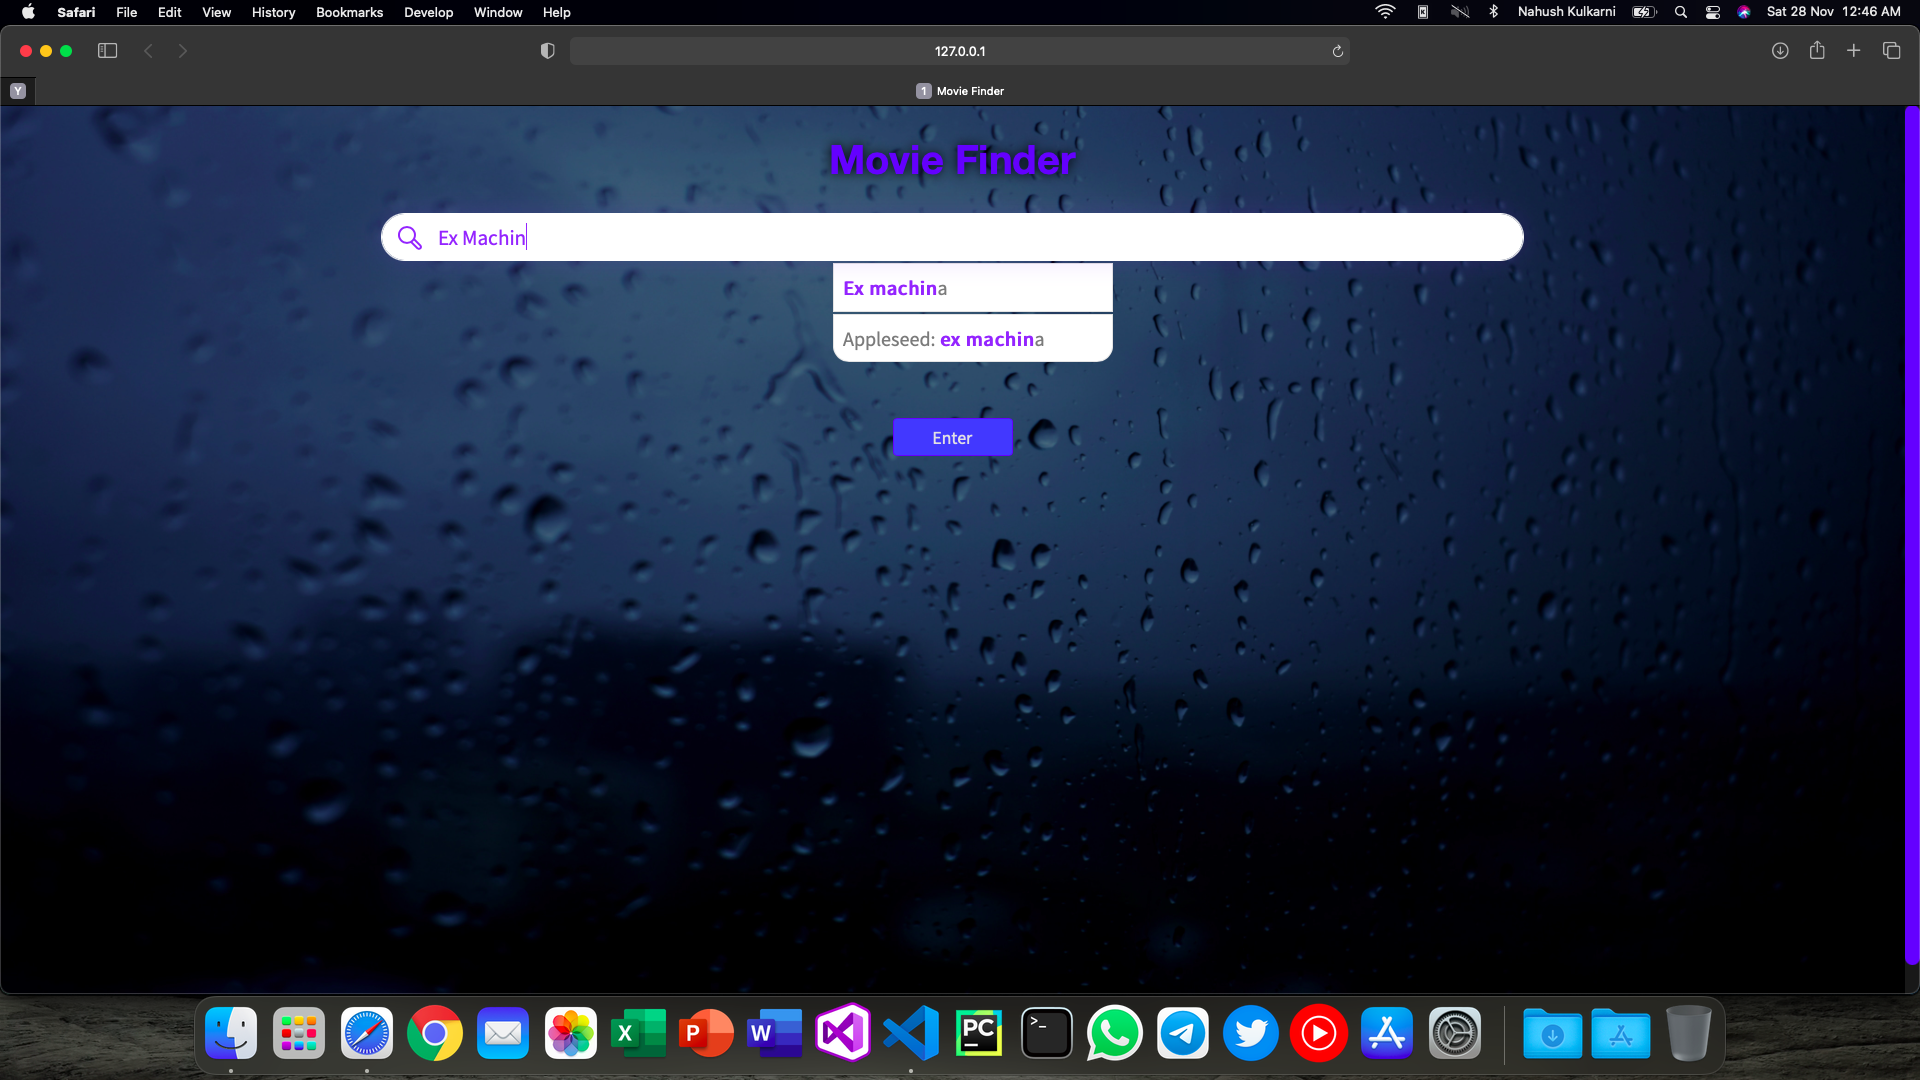 Safari File Edit View History Bookmarks Develop Window Help Nahush Kulkarni Sat 28 Nov 12:46 AM
127.0.0.1
Y 1 Movie Finder
Movie Finder
Ex Machin
Ex machina
Appleseed: ex machina
Enter
X P W PC >_